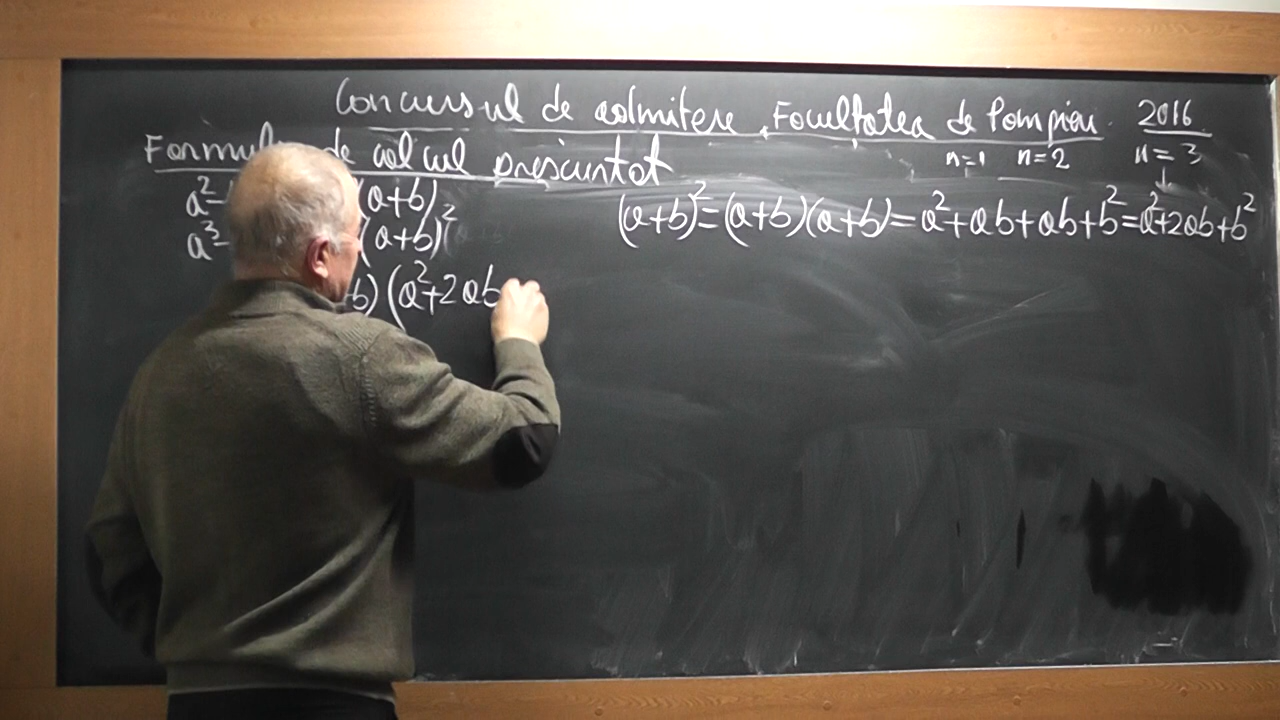 Concursul de admitere, Facultatea de Pompieri 2016
n=1 n=2 n=3
Formule de calcul prescurtat
a²- (a+b)
a³- (a+b)²
b)(a²+2ab
(a+b)²=(a+b)(a+b)=a²+ab+ab+b²=a²+2ab+b²